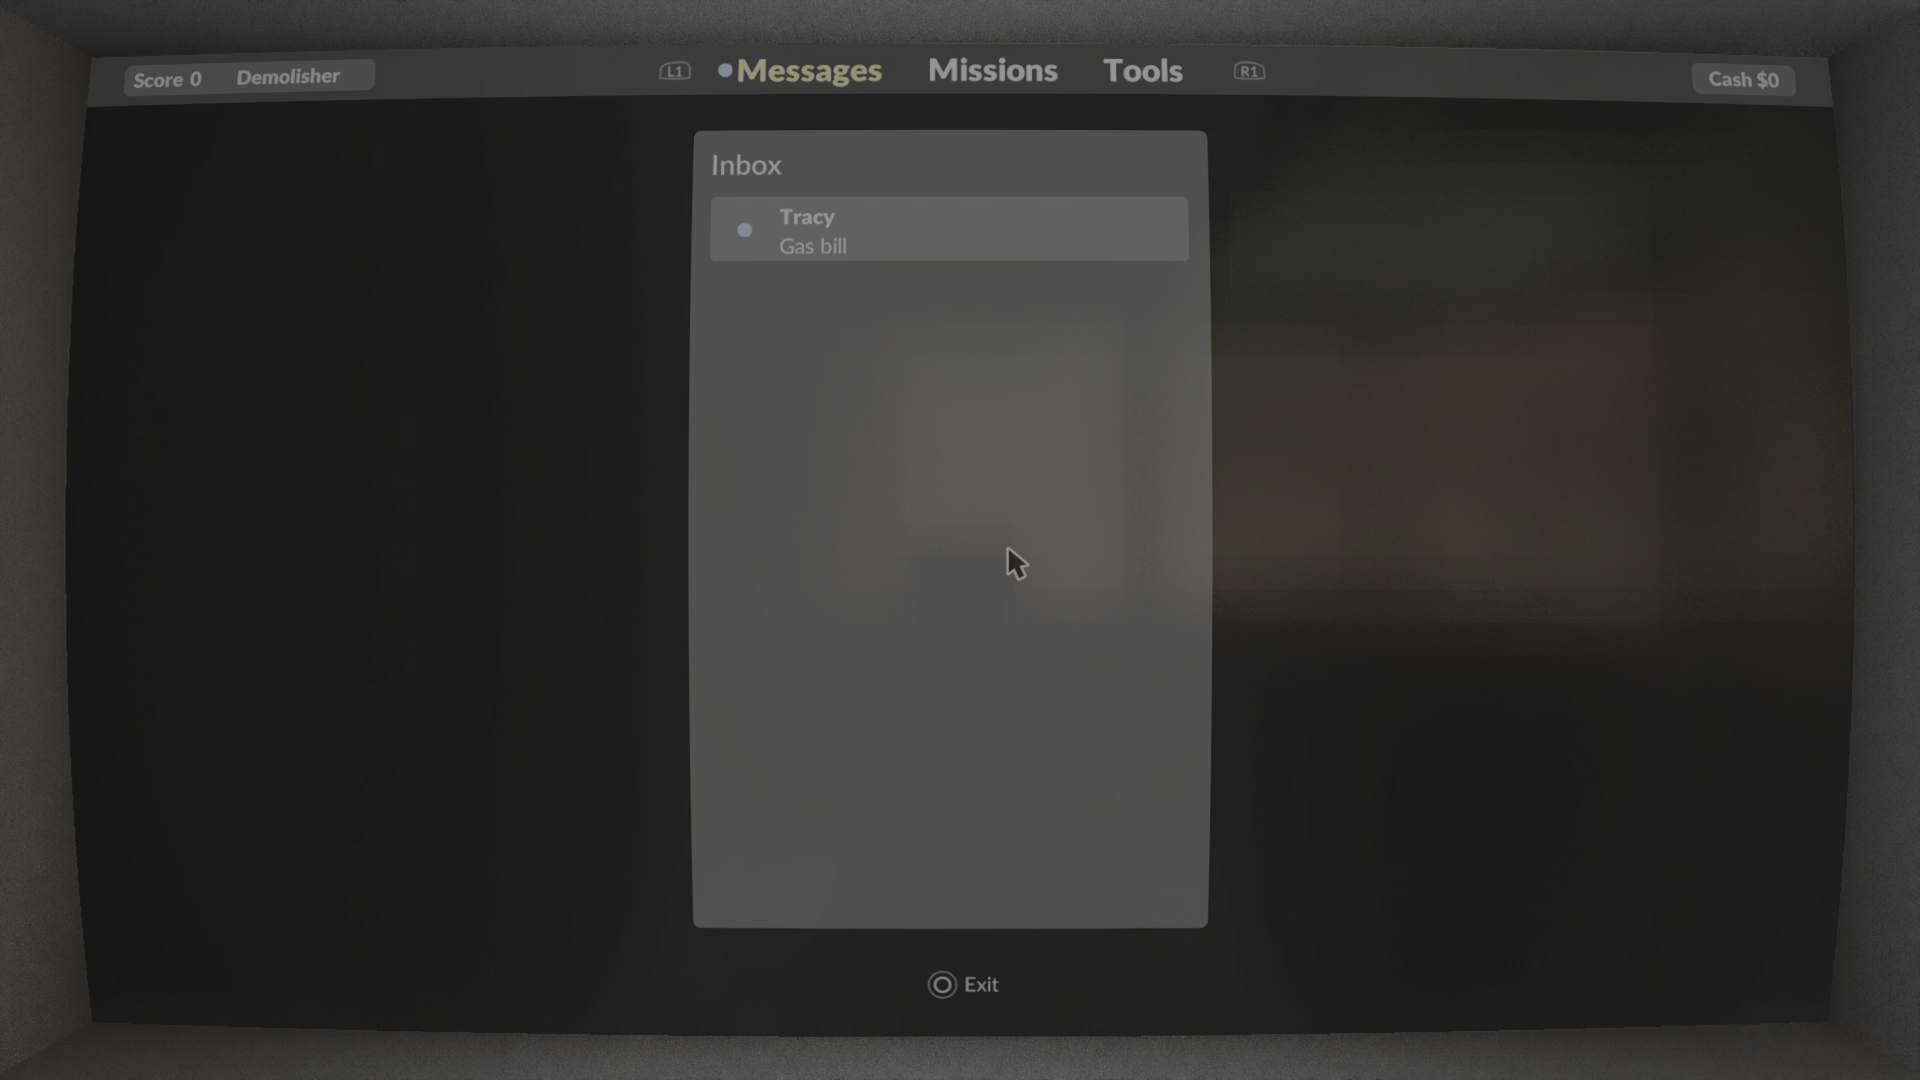 Score 0 Demolisher
L1 Messages Missions Tools R1
Cash $0
Inbox
Tracy
Gas bill
Exit